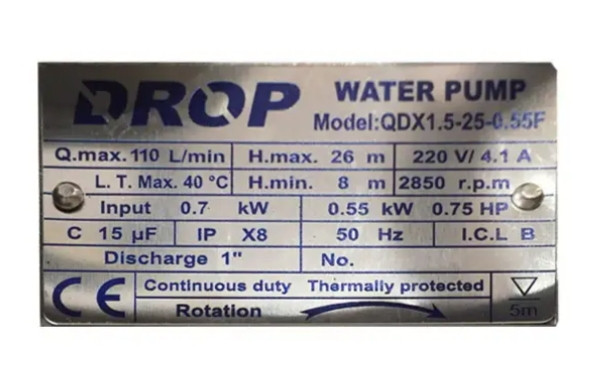 DROP WATER PUMP
Model:QDX1.5-25-0.55F
Q.max. 110 L/min H.max. 26 m 220 V/ 4.1 A
L. T. Max. 40 °C H.min. 8 m 2850 r.p.m
Input 0.7 kW 0.55 kW 0.75 HP
C 15 µF IP X8 50 Hz I.C.L B
Discharge 1" No.
CE Continuous duty Thermally protected
Rotation 5m